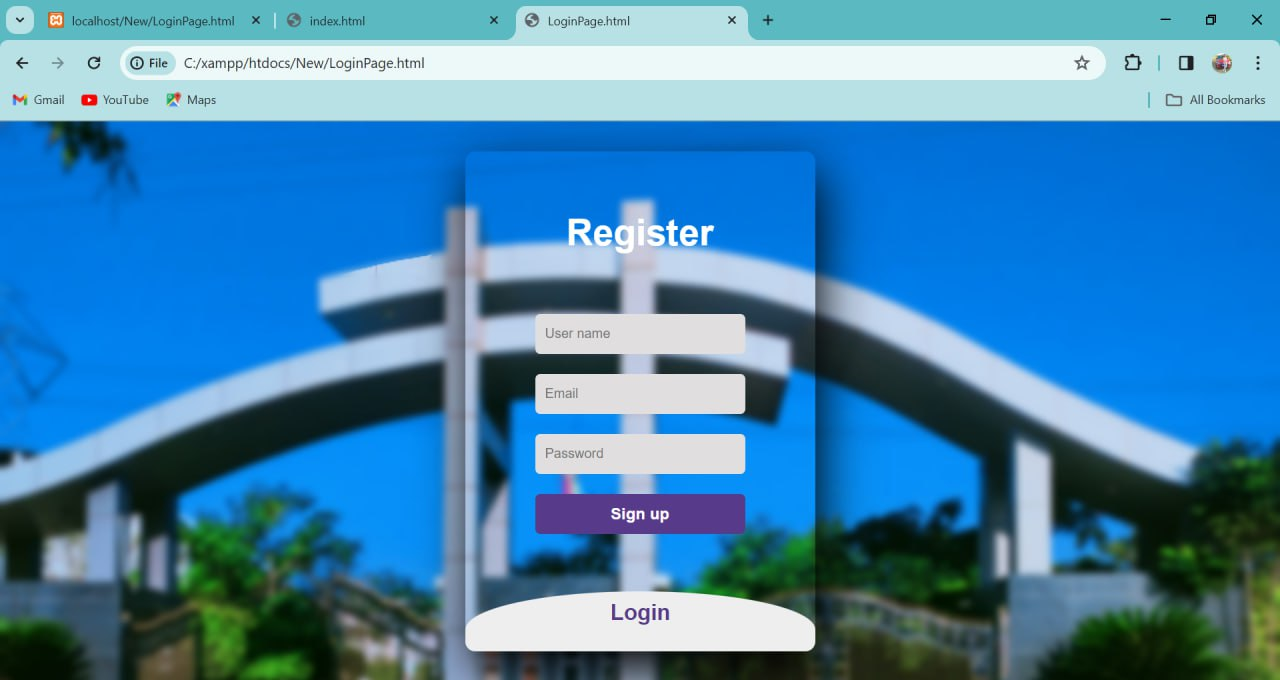 localhost/New/LoginPage.html
index.html
LoginPage.html
File
C:/xampp/htdocs/New/LoginPage.html
Gmail
YouTube
Maps
All Bookmarks
Register
User name
Email
Password
Sign up
Login